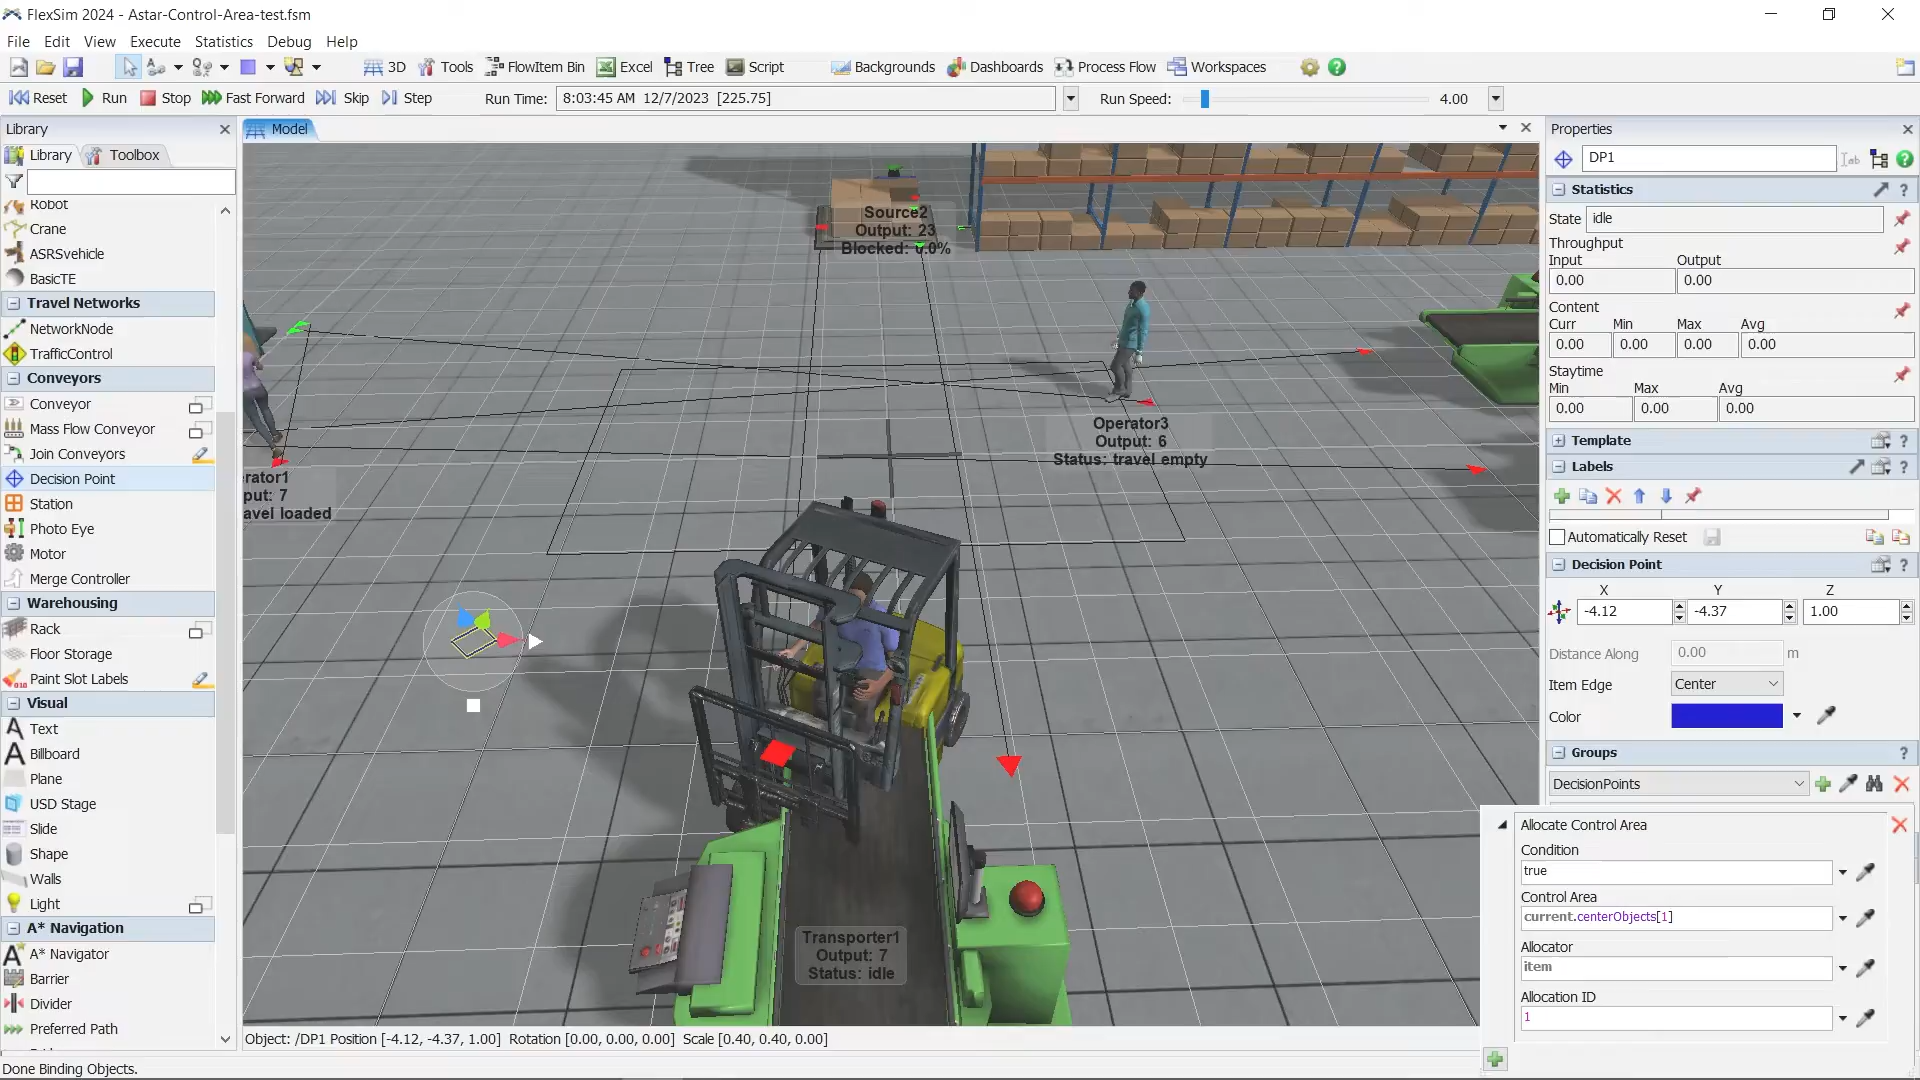 FlexSim 2024 - Astar-Control-Area-test.fsm
File Edit View Execute Statistics Debug Help
3D Tools FlowItem Bin Excel Tree Script Backgrounds Dashboards Process Flow Workspaces
Reset Run Stop Fast Forward Skip Step Run Time: 8:03:45 AM 12/7/2023 [225.75] Run Speed: 4.00
Library
Library Toolbox
Robot
Crane
ASRSvehicle
BasicTE
Travel Networks
NetworkNode
TrafficControl
Conveyors
Conveyor
Mass Flow Conveyor
Join Conveyors
Decision Point
Station
Photo Eye
Motor
Merge Controller
Warehousing
Rack
Floor Storage
Paint Slot Labels
Visual
Text
Billboard
Plane
USD Stage
Slide
Shape
Walls
Light
A* Navigation
A* Navigator
Barrier
Divider
Preferred Path
Model
Source2
Output: 23
Blocked: 0.0%
Operator3
Output: 6
Status: travel empty
erator1
put: 7
avel loaded
Transporter1
Output: 7
Status: idle
Object: /DP1 Position [-4.12, -4.37, 1.00] Rotation [0.00, 0.00, 0.00] Scale [0.40, 0.40, 0.00]
Done Binding Objects.
Properties
DP1
Statistics
State idle
Throughput
Input Output
0.00 0.00
Content
Curr Min Max Avg
0.00 0.00 0.00 0.00
Staytime
Min Max Avg
0.00 0.00 0.00
Template
Labels
Automatically Reset
Decision Point
X Y Z
-4.12 -4.37 1.00
Distance Along 0.00 m
Item Edge Center
Color
Groups
DecisionPoints
Allocate Control Area
Condition
true
Control Area
current.centerObjects[1]
Allocator
item
Allocation ID
1